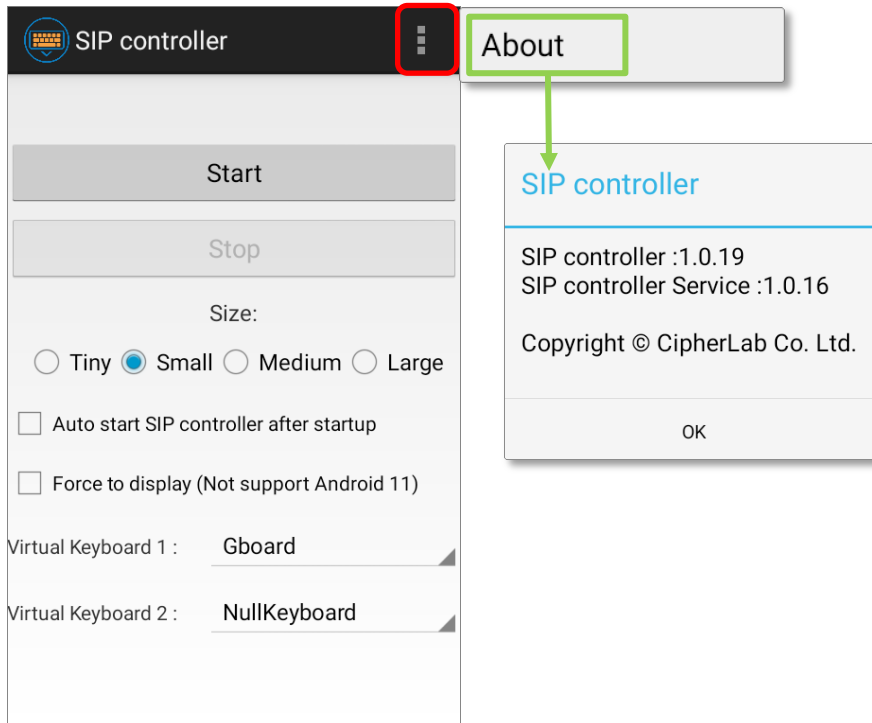 SIP controller
About
Start
Stop
Size:
Tiny Small Medium Large
Auto start SIP controller after startup
Force to display (Not support Android 11)
Virtual Keyboard 1 : Gboard
Virtual Keyboard 2 : NullKeyboard
SIP controller
SIP controller :1.0.19
SIP controller Service :1.0.16
Copyright © CipherLab Co. Ltd.
OK